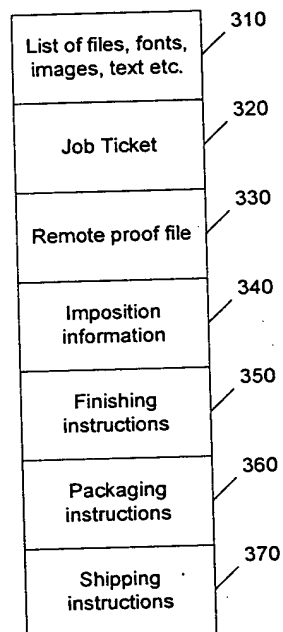 310
List of files, fonts,
images, text etc.
320
Job Ticket
330
Remote proof file
340
Imposition
information
350
Finishing
instructions
360
Packaging
instructions
370
Shipping
instructions